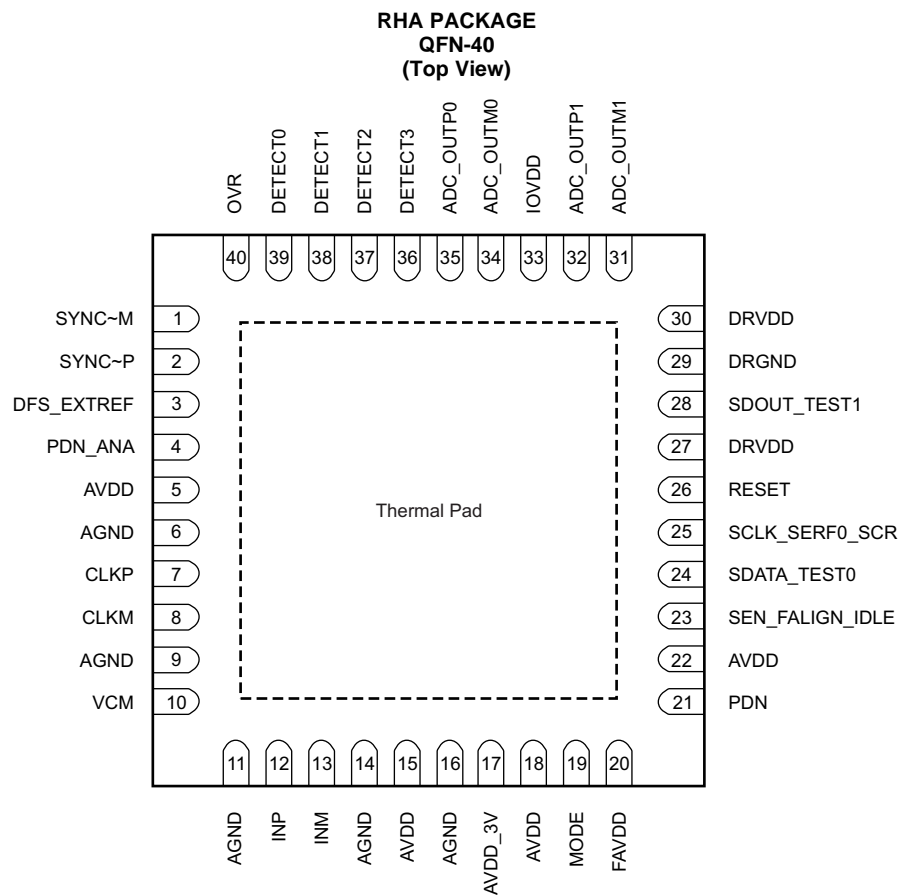 RHA PACKAGE
QFN-40
(Top View)
OVR
DETECT0
DETECT1
DETECT2
DETECT3
ADC_OUTP0
ADC_OUTM0
IOVDD
ADC_OUTP1
ADC_OUTM1
40 39 38 37 36 35 34 33 32 31
SYNC~M 1
SYNC~P 2
DFS_EXTREF 3
PDN_ANA 4
AVDD 5
AGND 6
CLKP 7
CLKM 8
AGND 9
VCM 10
Thermal Pad
30 DRVDD
29 DRGND
28 SDOUT_TEST1
27 DRVDD
26 RESET
25 SCLK_SERF0_SCR
24 SDATA_TEST0
23 SEN_FALIGN_IDLE
22 AVDD
21 PDN
11 12 13 14 15 16 17 18 19 20
AGND
INP
INM
AGND
AVDD
AGND
AVDD_3V
AVDD
MODE
FAVDD